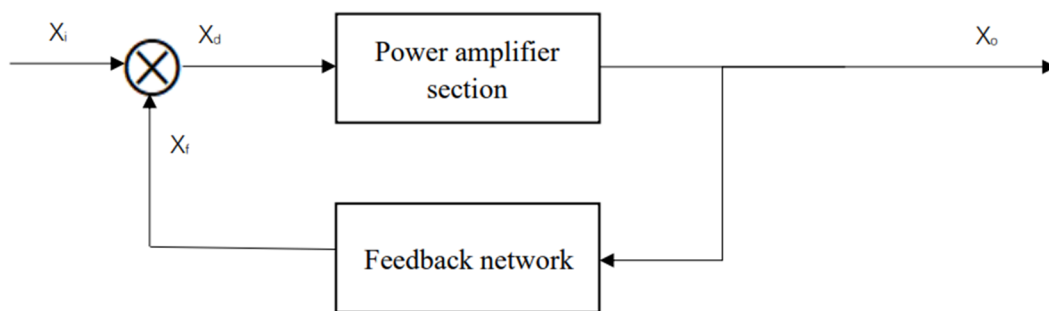 Xi
Xd
Power amplifier
section
Xo
Xf
Feedback network